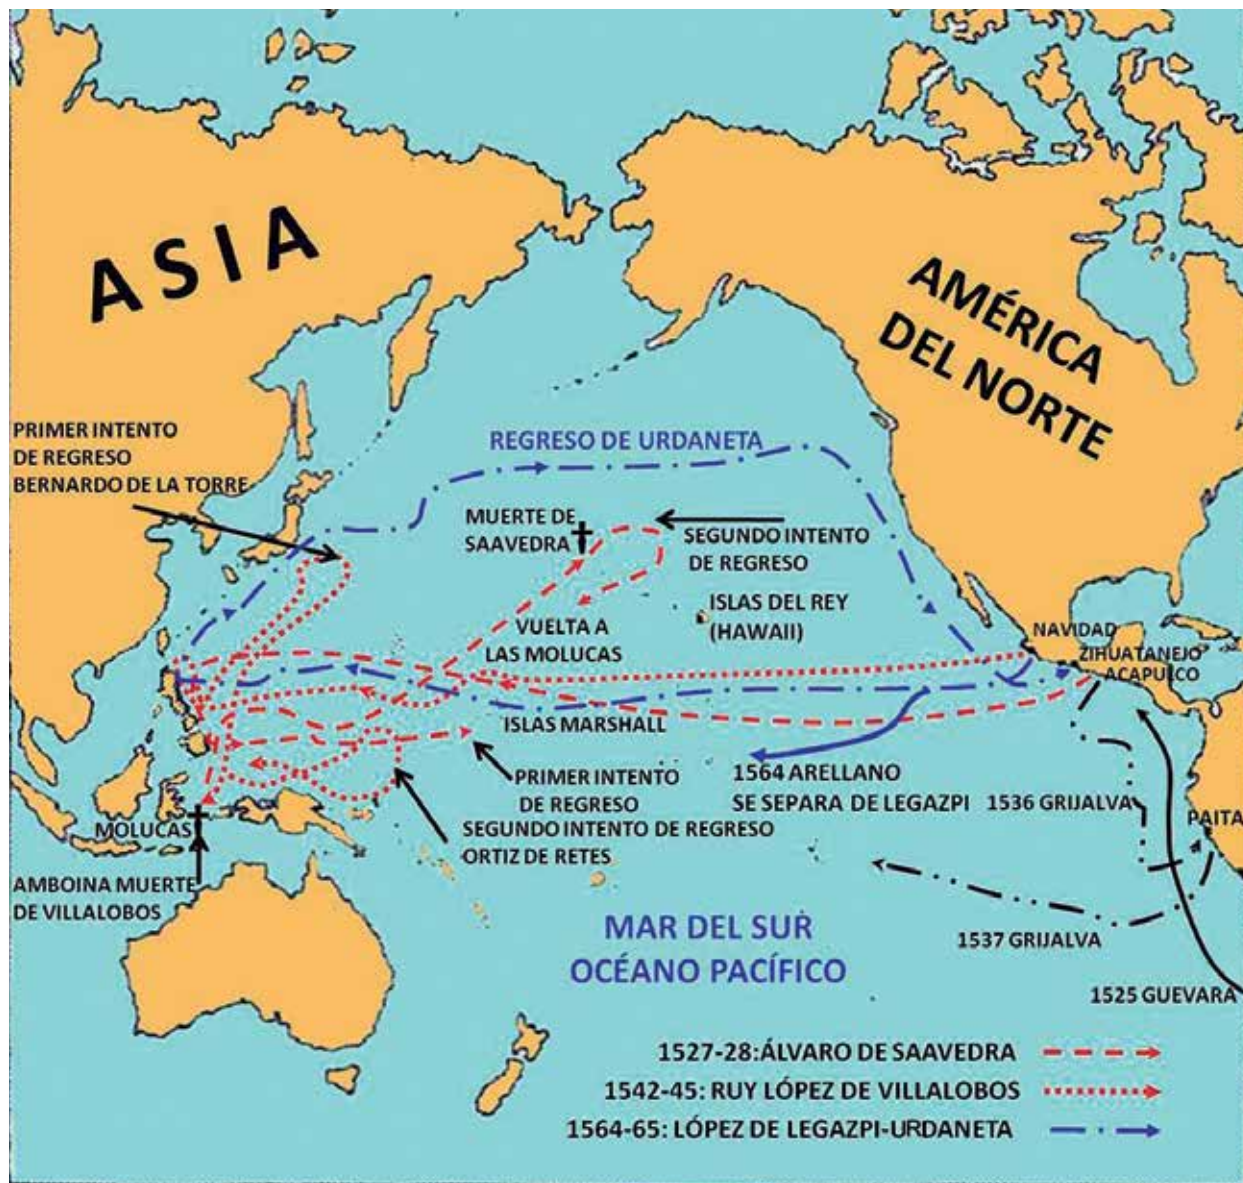 ASIA
AMÉRICA
DEL NORTE
PRIMER INTENTO
DE REGRESO
BERNARDO DE LA TORRE
REGRESO DE URDANETA
MUERTE DE
SAAVEDRA
SEGUNDO INTENTO
DE REGRESO
ISLAS DEL REY
(HAWAII)
VUELTA A
LAS MOLUCAS
NAVIDAD
ZIHUATANEJO
ACAPULCO
ISLAS MARSHALL
PRIMER INTENTO
DE REGRESO
1564 ARELLANO
SE SEPARA DE LEGAZPI
1536 GRIJALVA
PAITA
MOLUCAS
SEGUNDO INTENTO DE REGRESO
ORTIZ DE RETES
AMBOINA MUERTE
DE VILLALOBOS
MAR DEL SUR
OCÉANO PACÍFICO
1537 GRIJALVA
1525 GUEVARA
1527-28:ÁLVARO DE SAAVEDRA
1542-45: RUY LÓPEZ DE VILLALOBOS
1564-65: LÓPEZ DE LEGAZPI-URDANETA